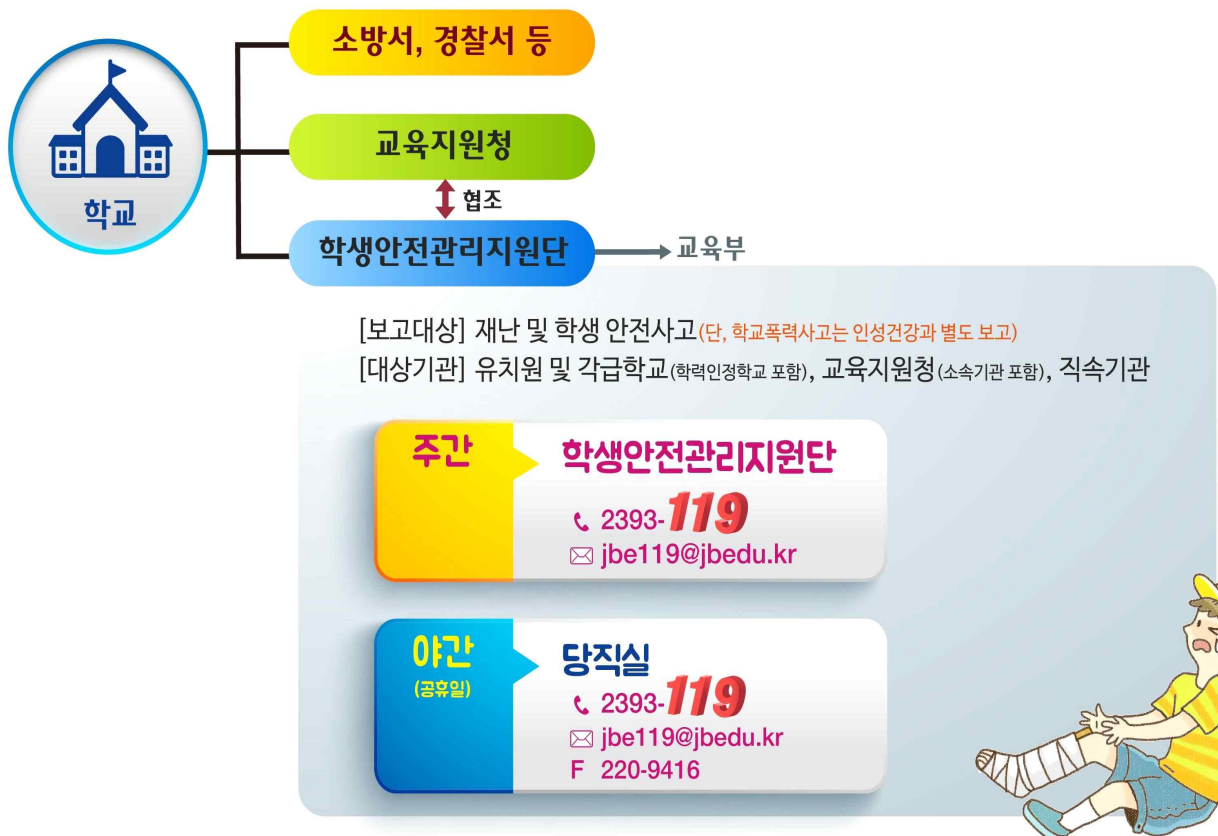 소방서, 경찰서 등
교육지원청
학교
협조
학생안전관리지원단
교육부
[보고대상] 재난 및 학생 안전사고(단, 학교폭력사고는 인성건강과 별도 보고)
[대상기관] 유치원 및 각급학교(학력인정학교 포함), 교육지원청(소속기관 포함), 직속기관
주간
학생안전관리지원단
2393-119
jbe119@jbedu.kr
야간
(공휴일)
당직실
2393-119
jbe119@jbedu.kr
F 220-9416